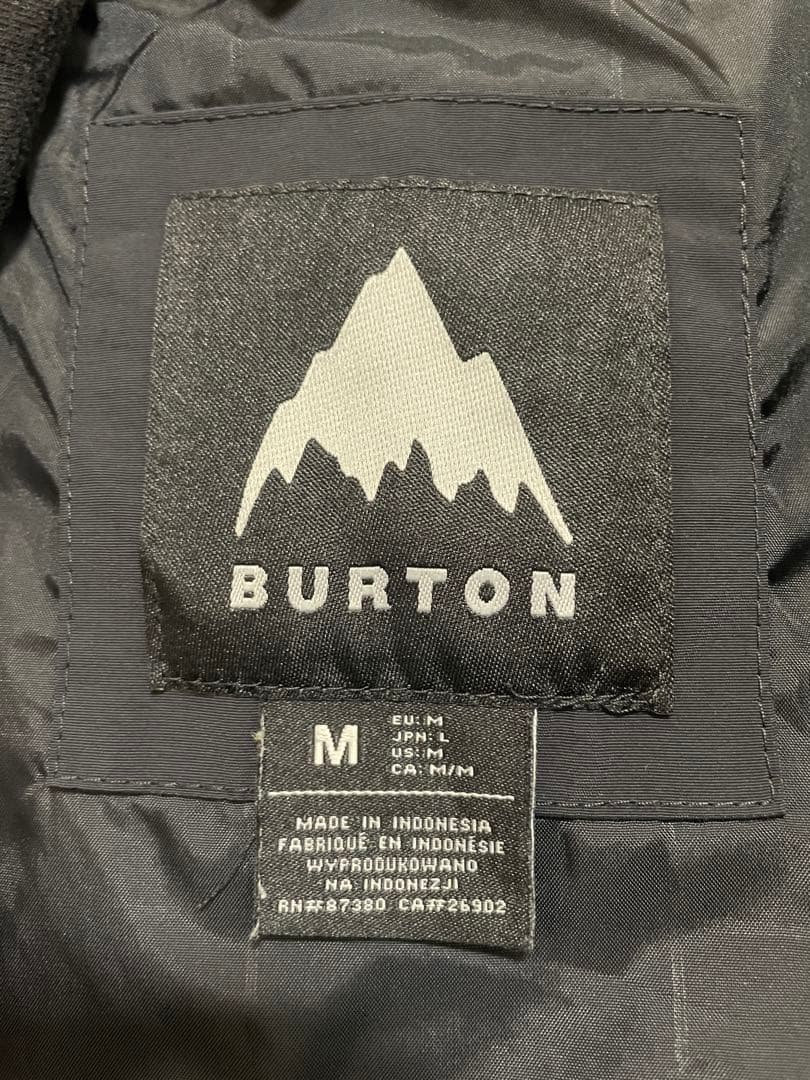 BURTON
M
EU: M
JPN: L
US: M
CA: M/M
MADE IN INDONESIA
FABRIQUÉ EN INDONÉSIE
WYPRODUKOWANO
NA INDONEZJI
RN#87380 CA#26902